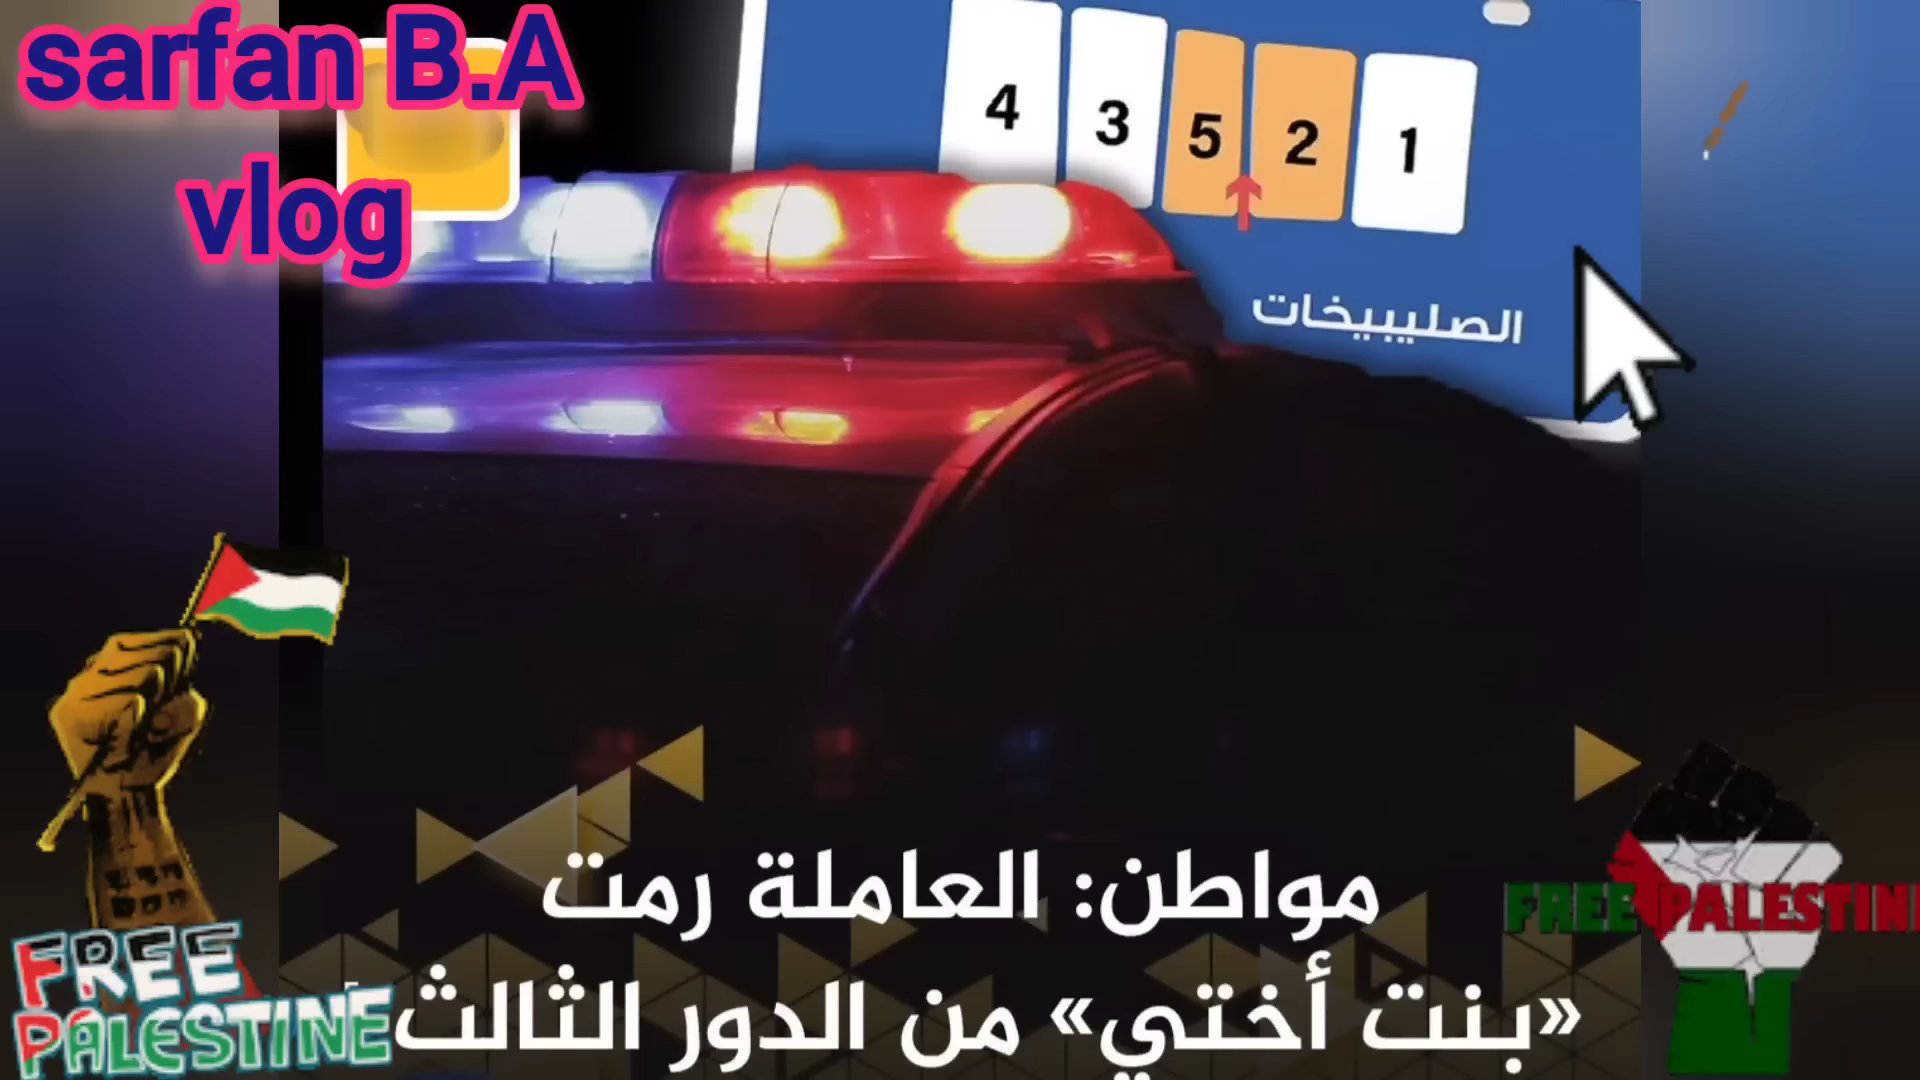 sarfan B.A
vlog
4 3 5 2 1
الصليبيخات
مواطن: العاملة رمت
«بنت أختي» من الدور الثالث
FREE
PALESTINE
FREE PALESTIN